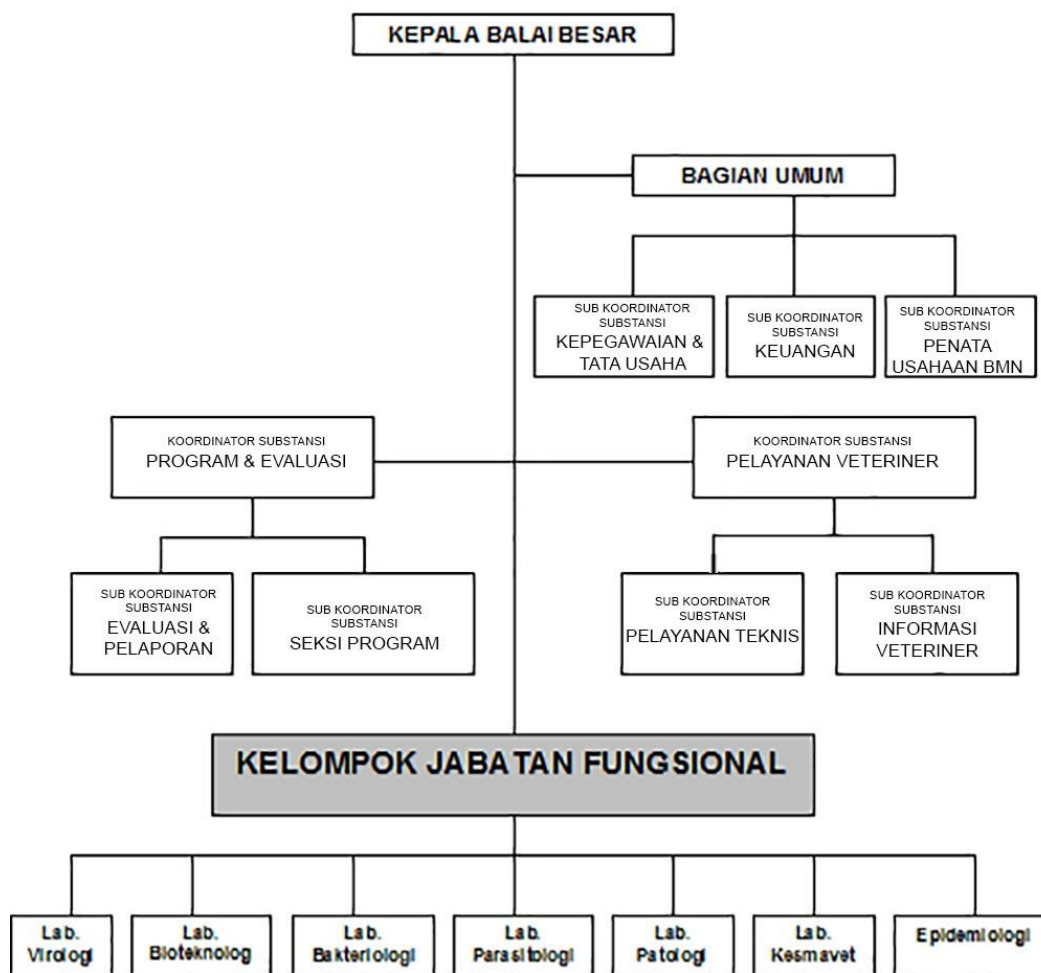 KEPALA BALAI BESAR
BAGIAN UMUM
SUB KOORDINATOR
SUBSTANSI
KEPEGAWAIAN &
TATA USAHA
SUB KOORDINATOR
SUBSTANSI
KEUANGAN
SUB KOORDINATOR
SUBSTANSI
PENATA
USAHAAN BMN
KOORDINATOR SUBSTANSI
PROGRAM & EVALUASI
KOORDINATOR SUBSTANSI
PELAYANAN VETERINER
SUB KOORDINATOR
SUBSTANSI
EVALUASI &
PELAPORAN
SUB KOORDINATOR
SUBSTANSI
SEKSI PROGRAM
SUB KOORDINATOR
SUBSTANSI
PELAYANAN TEKNIS
SUB KOORDINATOR
SUBSTANSI
INFORMASI
VETERINER
KELOMPOK JABATAN FUNGSIONAL
Lab.
Virologi
Lab.
Bioteknolog
Lab.
Bakteriologi
Lab.
Parasitologi
Lab.
Patologi
Lab.
Kesmavet
Epidemiologi